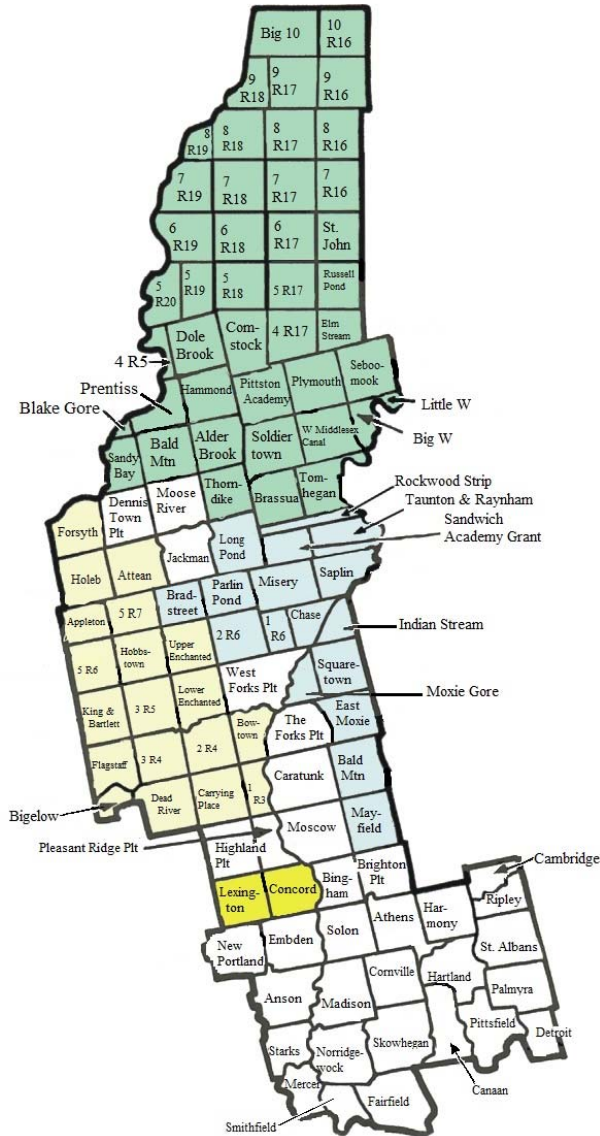 Big 10
10
R16
9
R18
9
R17
9
R16
8
R19
8
R18
8
R17
8
R16
7
R19
7
R18
7
R17
7
R16
6
R19
6
R18
6
R17
St.
John
5
R20
5
R19
5
R18
5 R17
Russell
Pond
4 R5
Dole
Brook
Com-
stock
4 R17
Elm
Stream
Prentiss
Hammond
Pittston
Academy
Plymouth
Seboo-
mook
Little W
Blake Gore
Sandy
Bay
Bald
Mtn
Alder
Brook
Soldier
town
W Middlesex
Canal
Big W
Forsyth
Dennis
Town
Plt
Moose
River
Thorn-
dike
Brassua
Tom-
hegan
Rockwood Strip
Taunton & Raynham
Sandwich
Academy Grant
Holeb
Attean
Jackman
Long
Pond
Appleton
5 R7
Brad-
street
Parlin
Pond
Misery
Saplin
5 R6
Hobbs-
town
Upper
Enchanted
2 R6
1
R6
Chase
Indian Stream
King &
Bartlett
3 R5
Lower
Enchanted
West
Forks Plt
Square-
town
Moxie Gore
Flagstaff
3 R4
2 R4
Bow-
town
The
Forks Plt
East
Moxie
Bigelow
Dead
River
Carrying
Place
1
R3
Caratunk
Bald
Mtn
Pleasant Ridge Plt
Highland
Plt
Moscow
May-
field
Lexing-
ton
Concord
Bing-
ham
Brighton
Plt
Cambridge
Ripley
New
Portland
Embden
Solon
Athens
Har-
mony
St. Albans
Anson
Madison
Cornville
Hartland
Palmyra
Starks
Norridge-
wock
Skowhegan
Pittsfield
Detroit
Mercer
Canaan
Smithfield
Fairfield